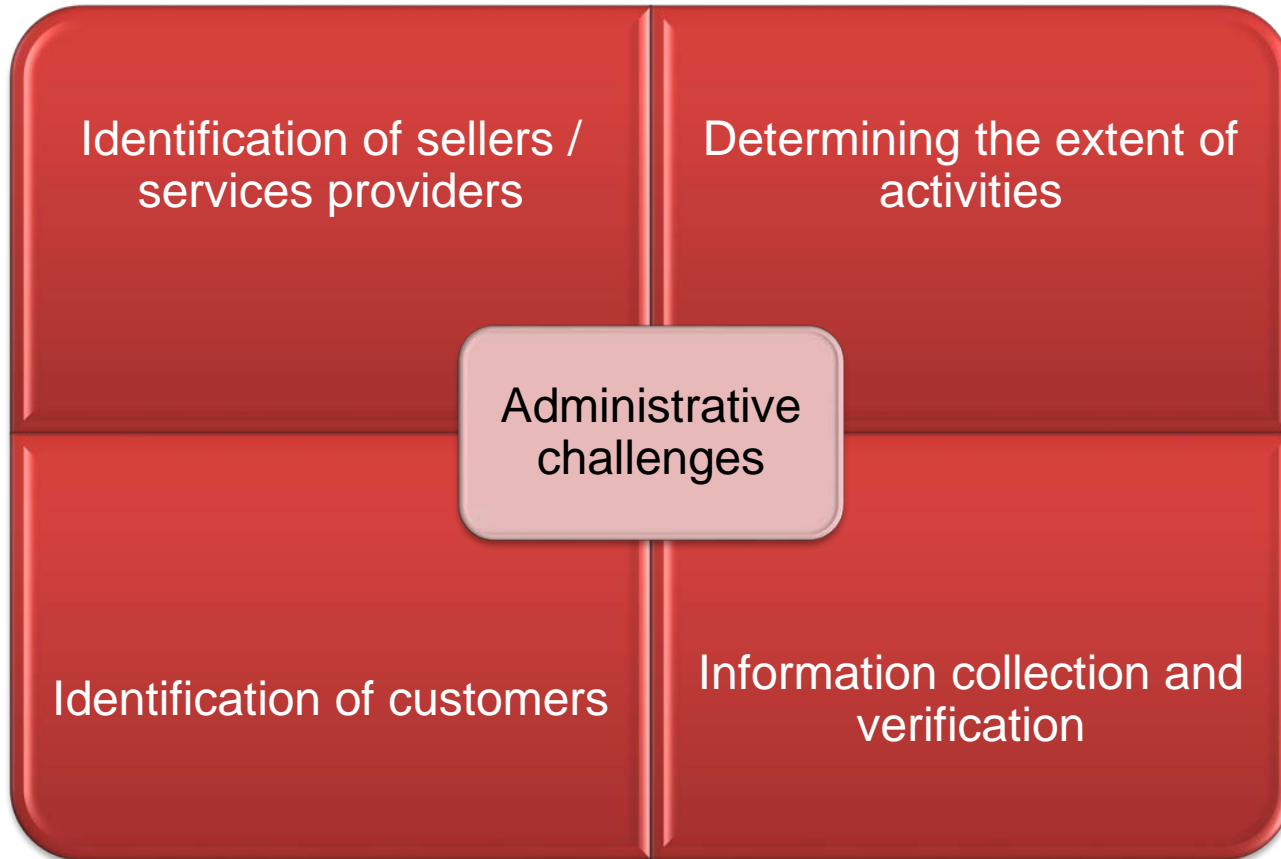 Identification of sellers /
services providers
Determining the extent of
activities
Administrative
challenges
Identification of customers
Information collection and
verification